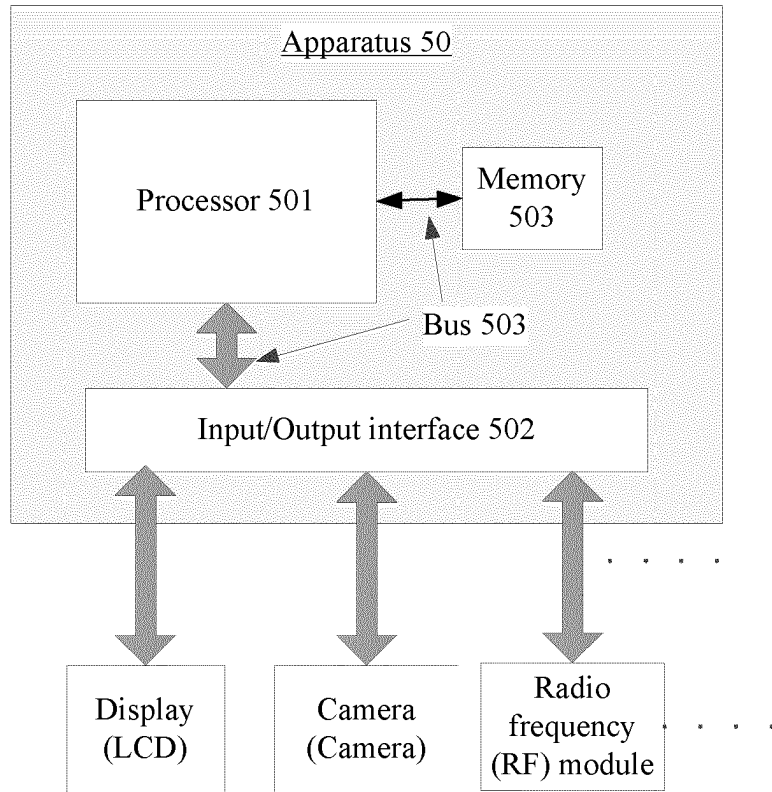 Apparatus 50
Processor 501
Memory
503
Bus 503
Input/Output interface 502
Display
(LCD)
Camera
(Camera)
Radio
frequency
(RF) module